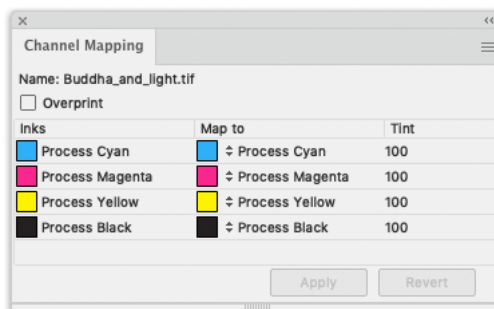 Channel Mapping
Name: Buddha_and_light.tif
Overprint
Inks Map to Tint
Process Cyan Process Cyan 100
Process Magenta Process Magenta 100
Process Yellow Process Yellow 100
Process Black Process Black 100
Apply Revert